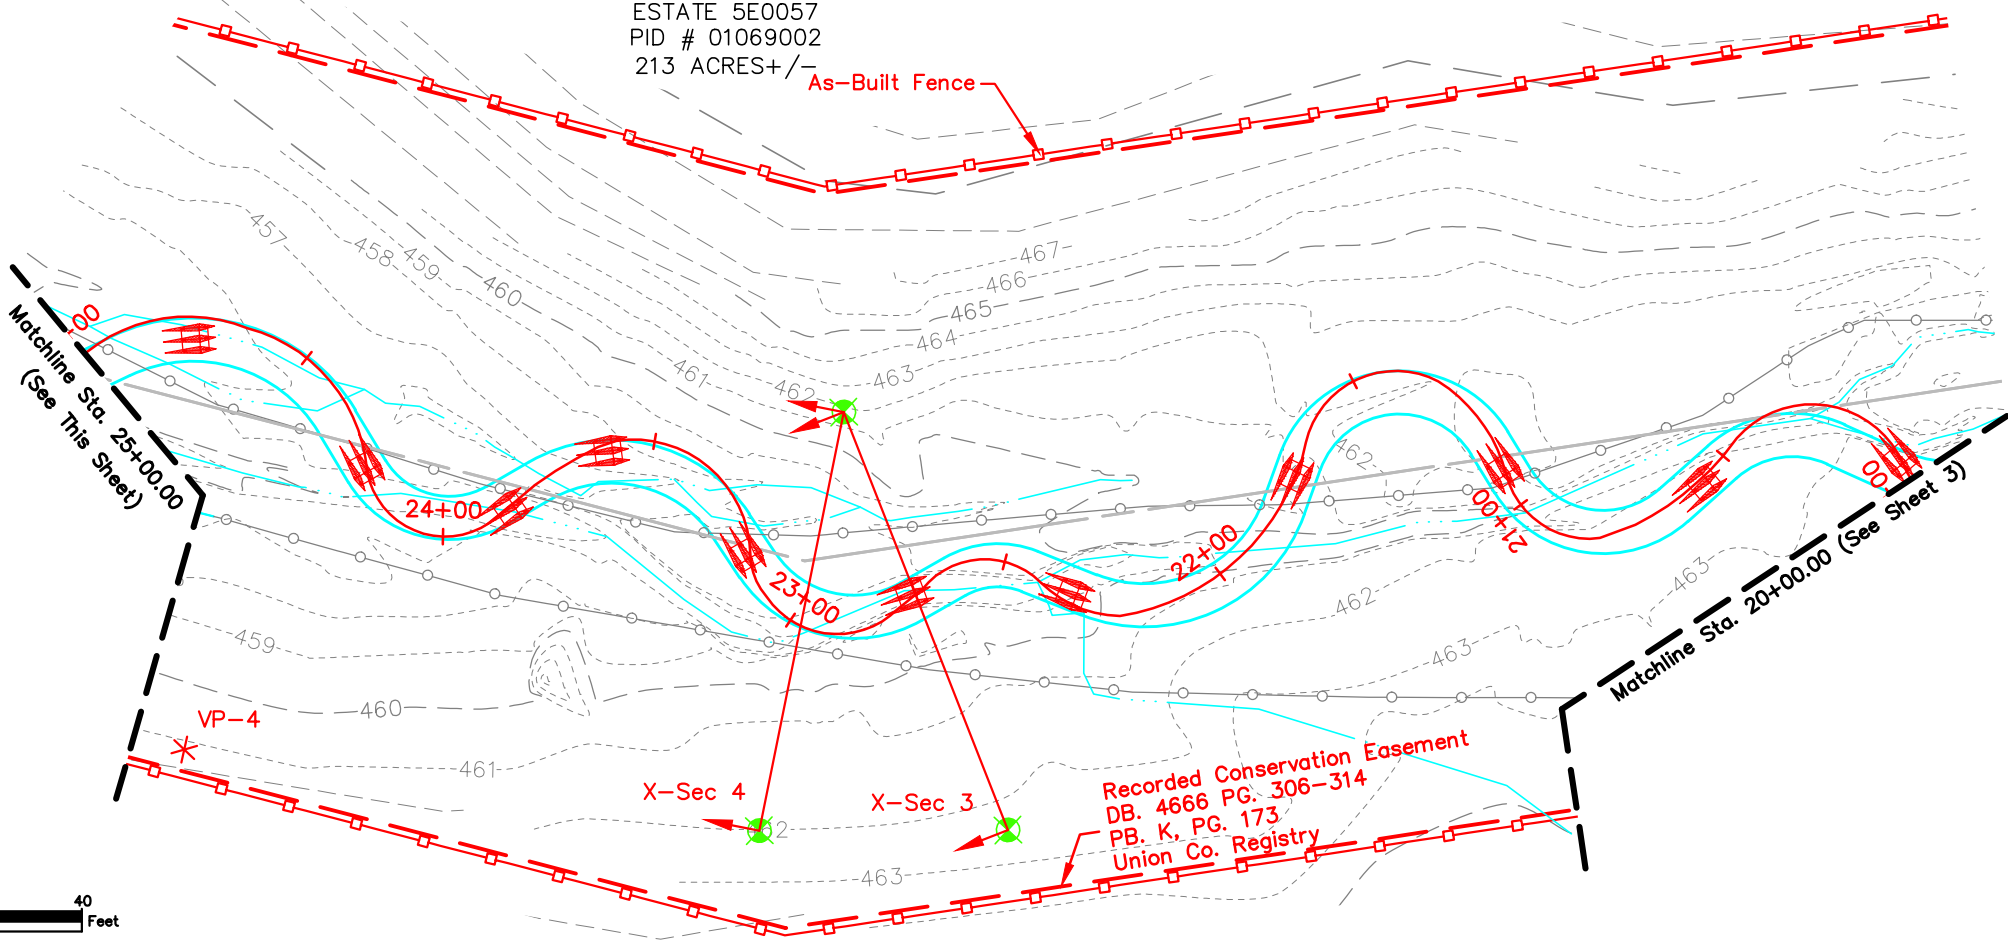 ESTATE 5E0057
PID # 01069002
213 ACRES+/-
As-Built Fence
457
458
459
460
467
466
465
464
463
462
461
00
Matchline Sta. 25+00.00
(See This Sheet)
24+00
23+00
22+00
21+00
00
462
462
463
463
Matchline Sta. 20+00.00 (See Sheet 3)
459
460
461
VP-4
X-Sec 4
X-Sec 3
62
463
Recorded Conservation Easement
DB. 4666 PG. 306-314
PB. K, PG. 173
Union Co. Registry
40
Feet